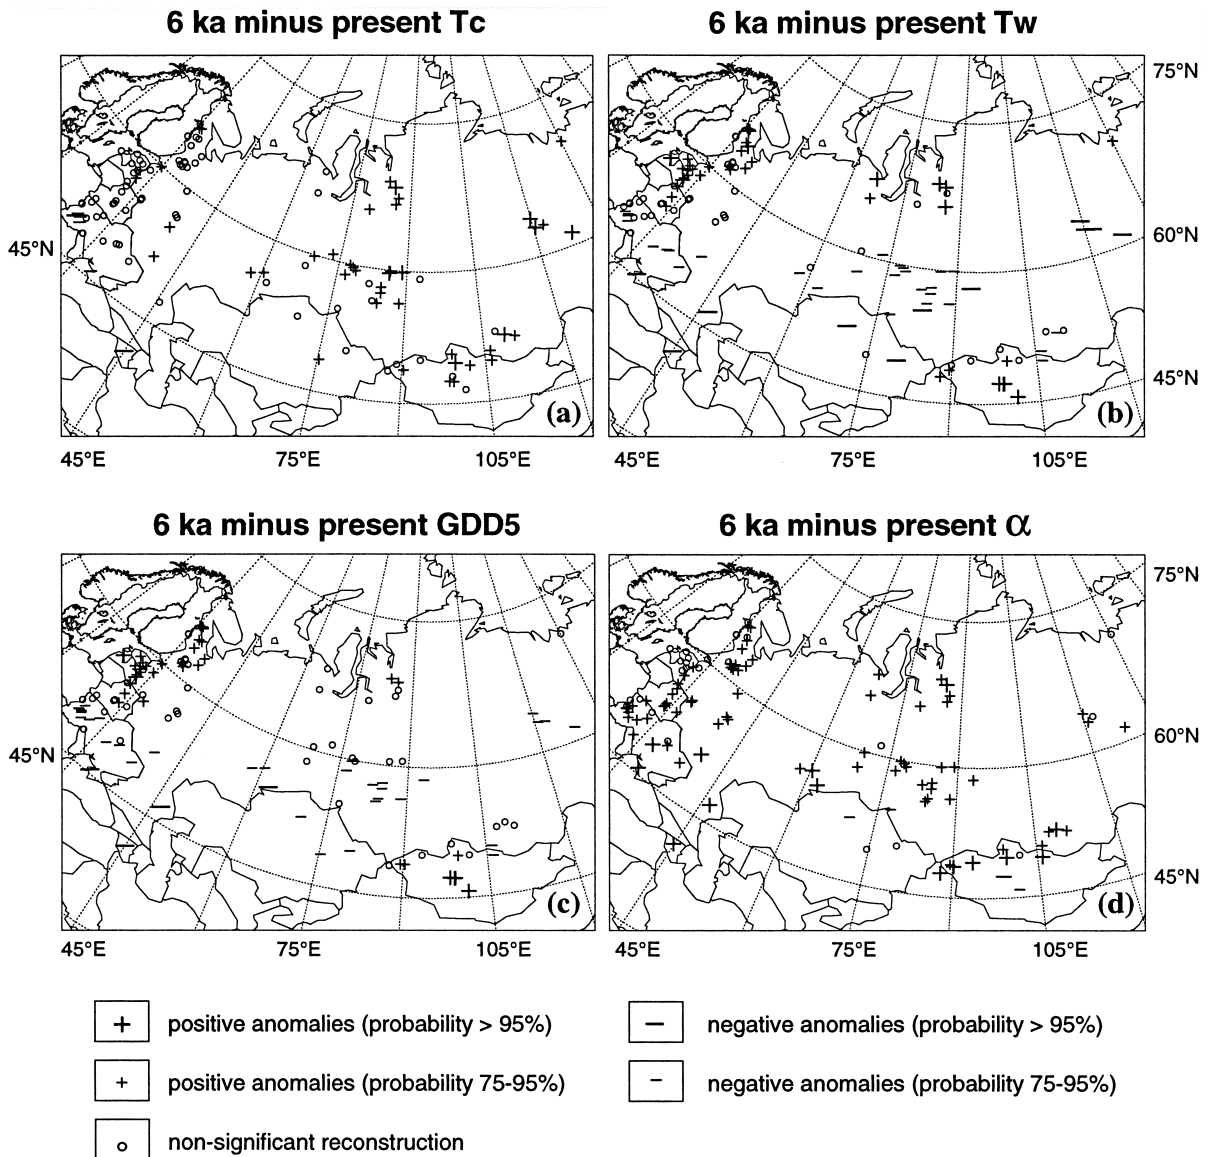 6 ka minus present Tc
6 ka minus present Tw
75°N
45°N
60°N
45°N
(a)
(b)
45°E
75°E
105°E
45°E
75°E
105°E
6 ka minus present GDD5
6 ka minus present α
75°N
45°N
60°N
45°N
(c)
(d)
45°E
75°E
105°E
45°E
75°E
105°E
+ positive anomalies (probability > 95%)
− negative anomalies (probability > 95%)
+ positive anomalies (probability 75-95%)
− negative anomalies (probability 75-95%)
o non-significant reconstruction